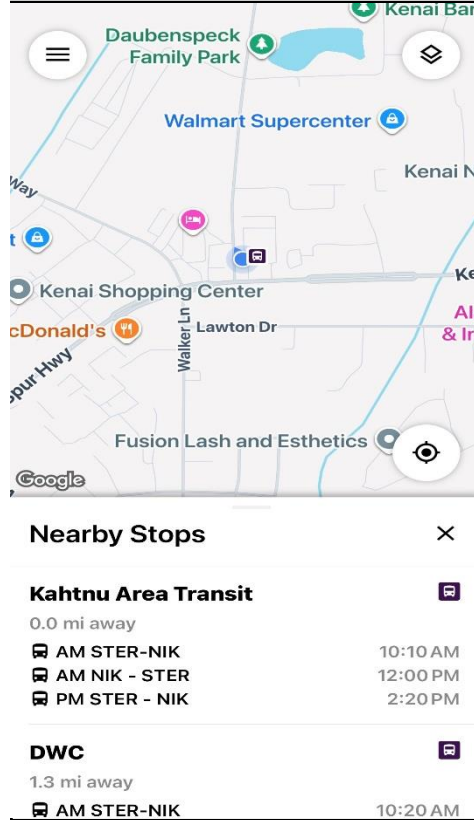 Kenai Bar
Daubenspeck
Family Park
Walmart Supercenter
Kenai N
Way
t
Kenai Shopping Center
Ke
cDonald's
Lawton Dr
Al
& In
Walker Ln
pur Hwy
Fusion Lash and Esthetics
Google
Nearby Stops
Kahtnu Area Transit
0.0 mi away
AM STER-NIK 10:10 AM
AM NIK - STER 12:00 PM
PM STER - NIK 2:20 PM
DWC
1.3 mi away
AM STER-NIK 10:20 AM